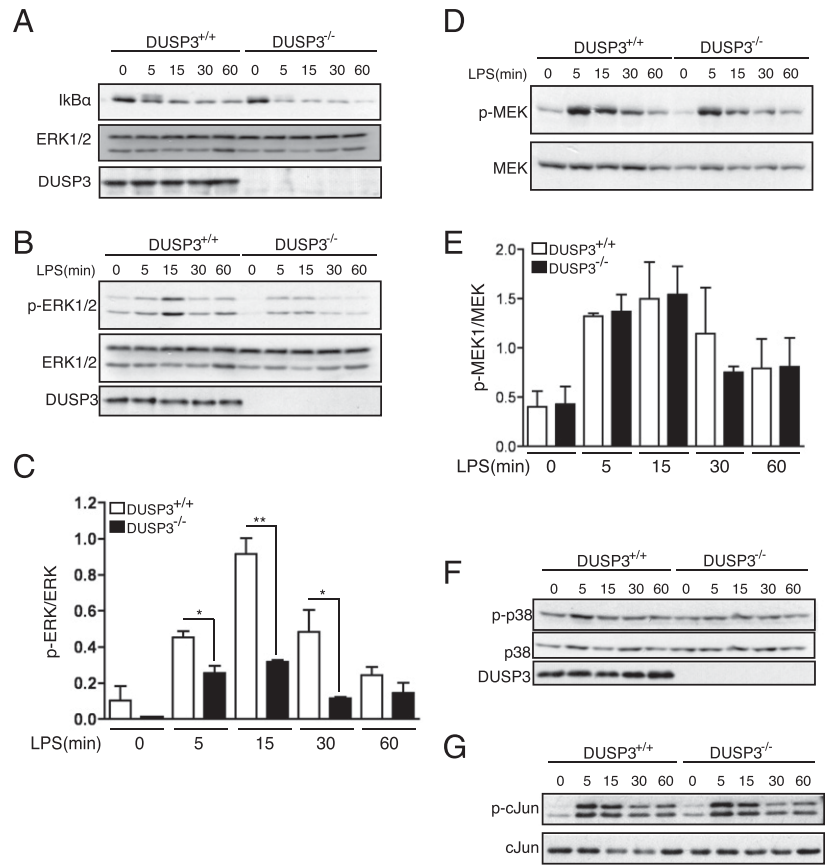 A
DUSP3+/+ DUSP3-/-
0 5 15 30 60 0 5 15 30 60
IkBα
ERK1/2
DUSP3
B
DUSP3+/+ DUSP3-/-
LPS(min) 0 5 15 30 60 0 5 15 30 60
p-ERK1/2
ERK1/2
DUSP3
C
1.2
1.0
0.8
0.6
0.4
0.2
0.0
p-ERK/ERK
DUSP3+/+
DUSP3-/-
*
**
*
LPS(min) 0 5 15 30 60
D
DUSP3+/+ DUSP3-/-
LPS(min) 0 5 15 30 60 0 5 15 30 60
p-MEK
MEK
E
2.0
1.5
1.0
0.5
0.0
p-MEK1/MEK
DUSP3+/+
DUSP3-/-
LPS(min) 0 5 15 30 60
F
DUSP3+/+ DUSP3-/-
0 5 15 30 60 0 5 15 30 60
p-p38
p38
DUSP3
G
DUSP3+/+ DUSP3-/-
0 5 15 30 60 0 5 15 30 60
p-cJun
cJun